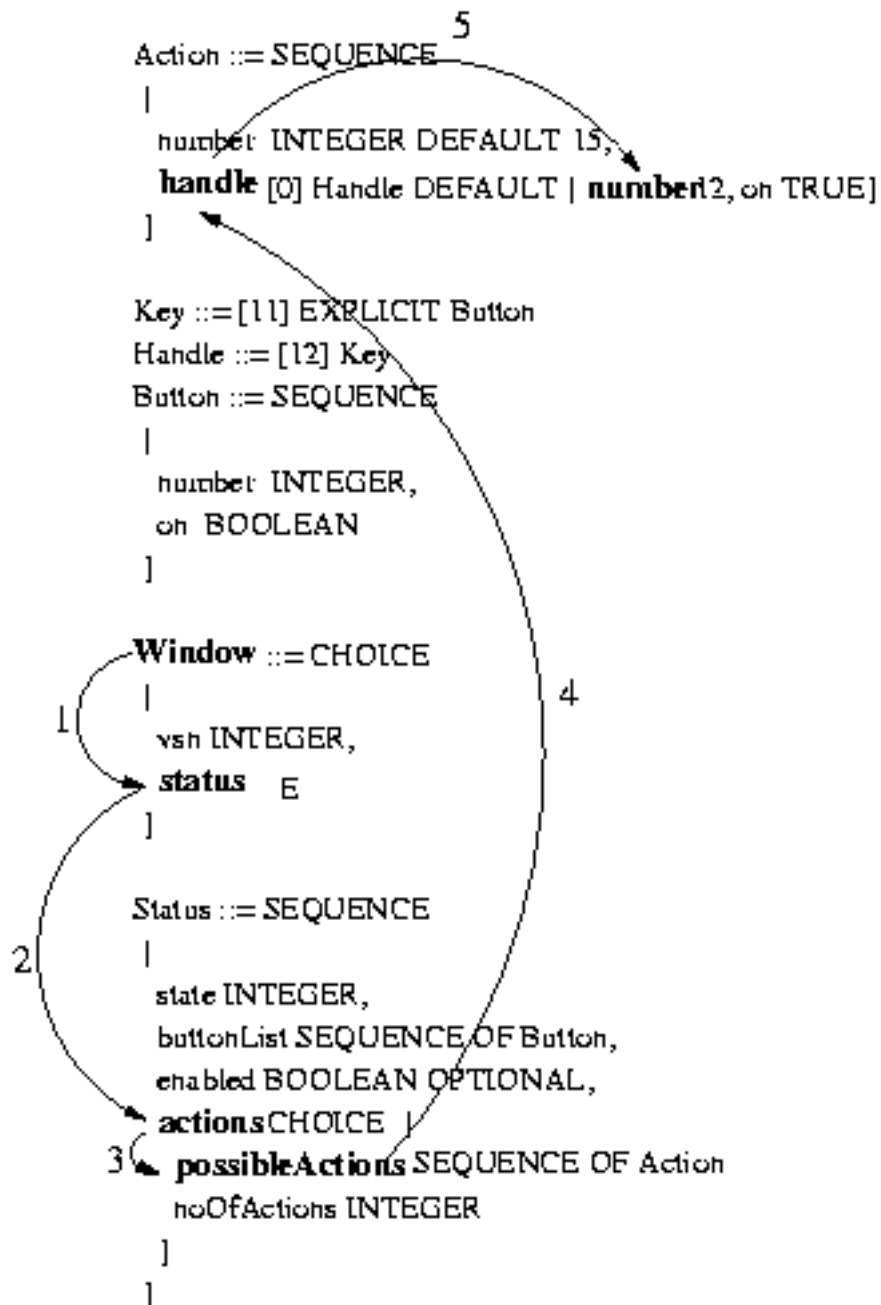 5
Action ::= SEQUENCE
|
number INTEGER DEFAULT 15,
handle [0] Handle DEFAULT | number12, on TRUE]
]
Key ::= [11] EXPLICIT Button
Handle ::= [12] Key
Button ::= SEQUENCE
|
number INTEGER,
on BOOLEAN
]
Window ::= CHOICE
4
|
1
vsn INTEGER,
status E
]
Status ::= SEQUENCE
2
|
state INTEGER,
buttonList SEQUENCE OF Button,
enabled BOOLEAN OPTIONAL,
actions CHOICE |
3 possibleActions SEQUENCE OF Action
noOfActions INTEGER
]
]